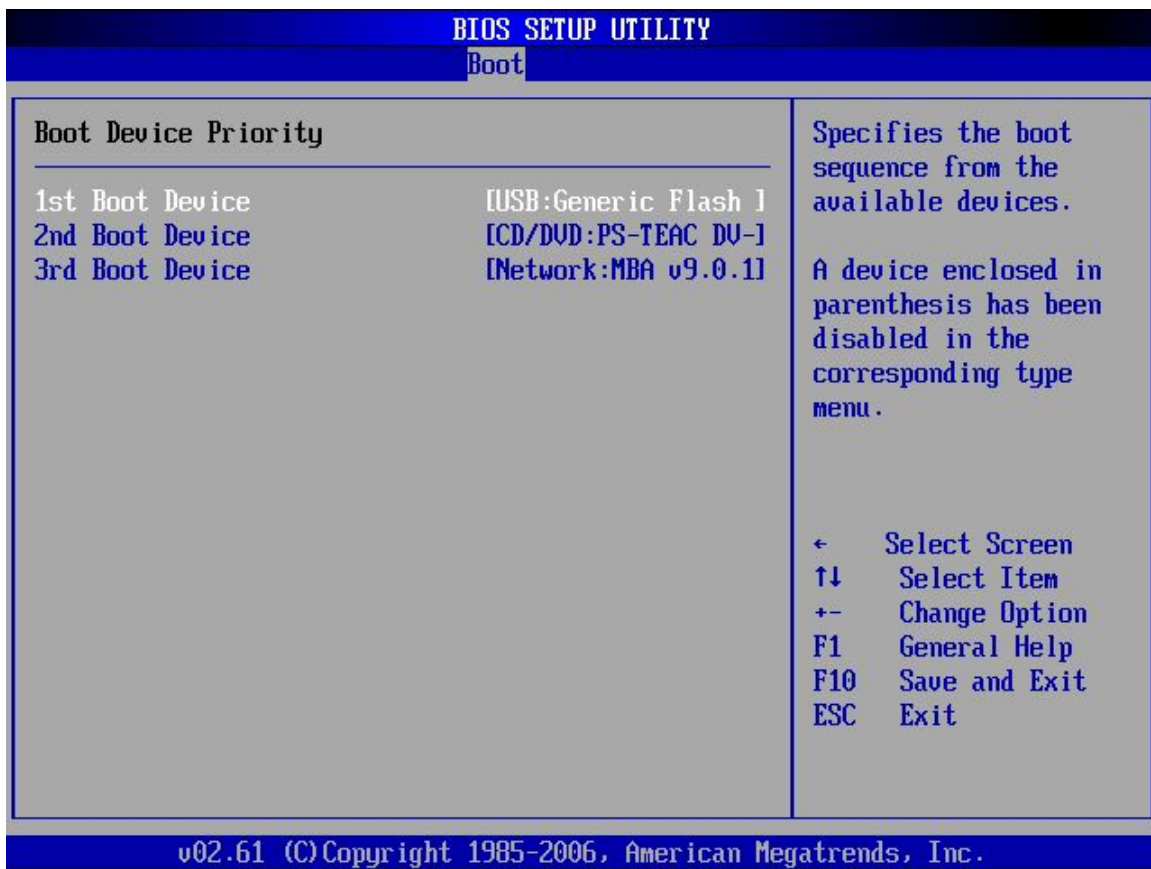 BIOS SETUP UTILITY
Boot
Boot Device Priority
1st Boot Device [USB:Generic Flash ]
2nd Boot Device [CD/DVD:PS-TEAC DV-]
3rd Boot Device [Network:MBA v9.0.1]
Specifies the boot
sequence from the
available devices.
A device enclosed in
parenthesis has been
disabled in the
corresponding type
menu.
← Select Screen
↑↓ Select Item
+- Change Option
F1 General Help
F10 Save and Exit
ESC Exit
v02.61 (C)Copyright 1985-2006, American Megatrends, Inc.